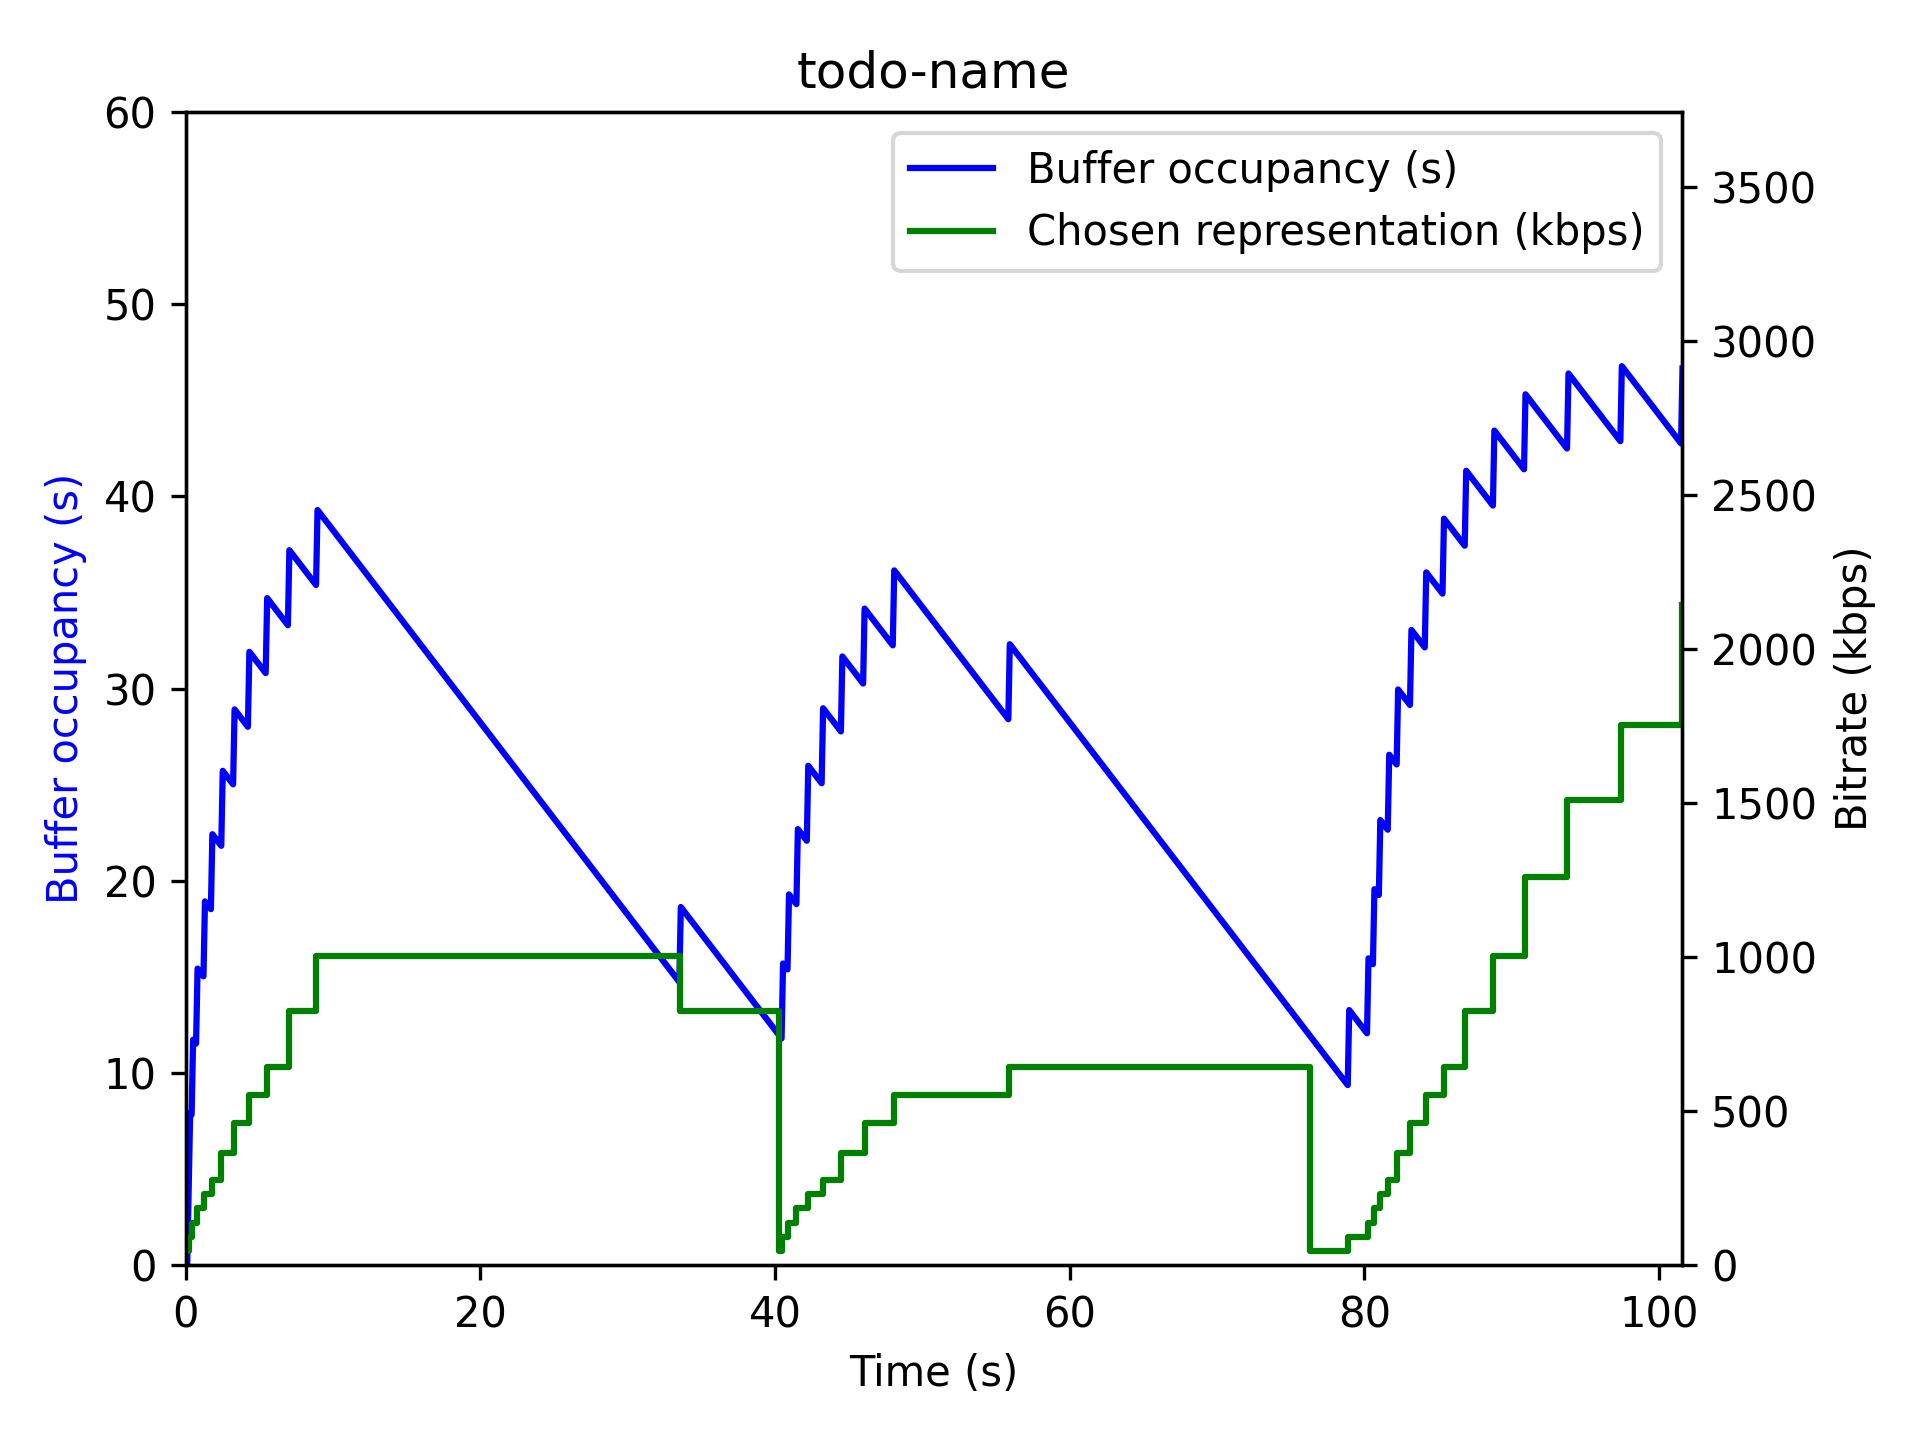 todo-name
Buffer occupancy (s)
Chosen representation (kbps)
60
50
40
30
20
10
0
Buffer occupancy (s)
3500
3000
2500
2000
1500
1000
500
0
Bitrate (kbps)
0 20 40 60 80 100
Time (s)